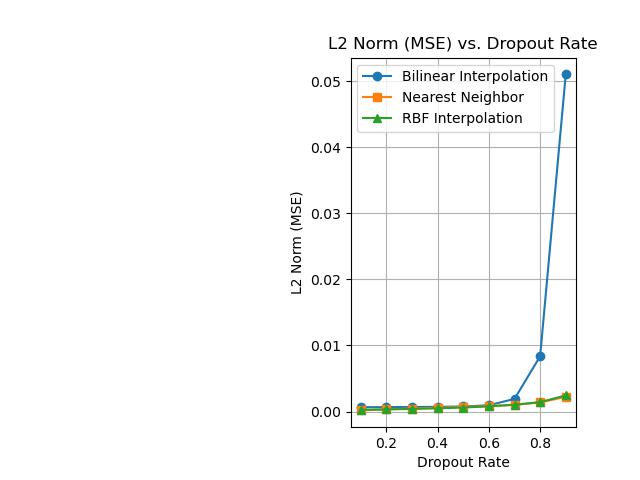 L2 Norm (MSE) vs. Dropout Rate
Bilinear Interpolation
Nearest Neighbor
RBF Interpolation
0.05
0.04
0.03
0.02
0.01
0.00
L2 Norm (MSE)
0.2 0.4 0.6 0.8
Dropout Rate